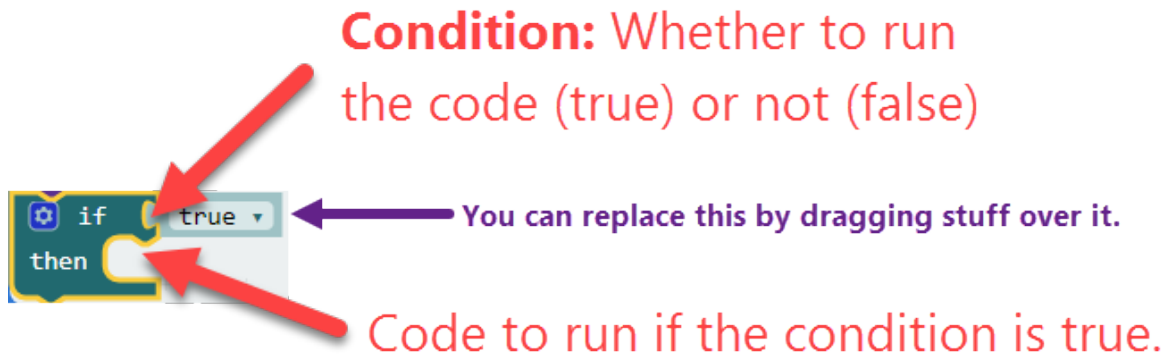 Condition: Whether to run
the code (true) or not (false)
if true
You can replace this by dragging stuff over it.
then
Code to run if the condition is true.